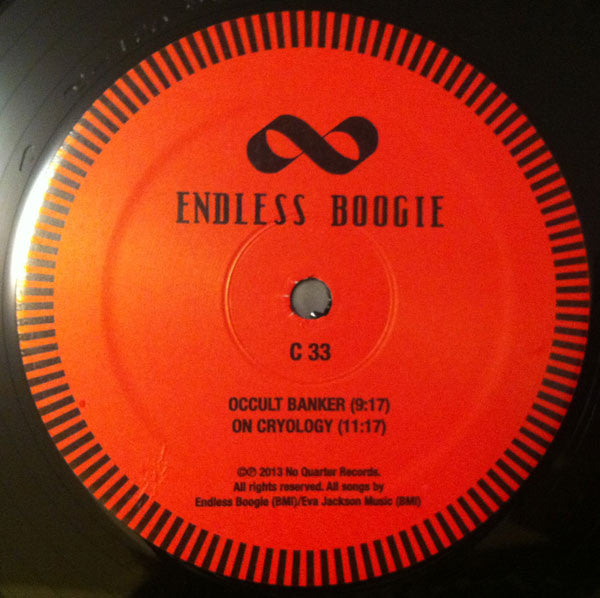 ENDLESS BOOGIE
C 33
OCCULT BANKER (9:17)
ON CRYOLOGY (11:17)
©℗ 2013 No Quarter Records.
All rights reserved. All songs by
Endless Boogie (BMI)/Eva Jackson Music (BMI)